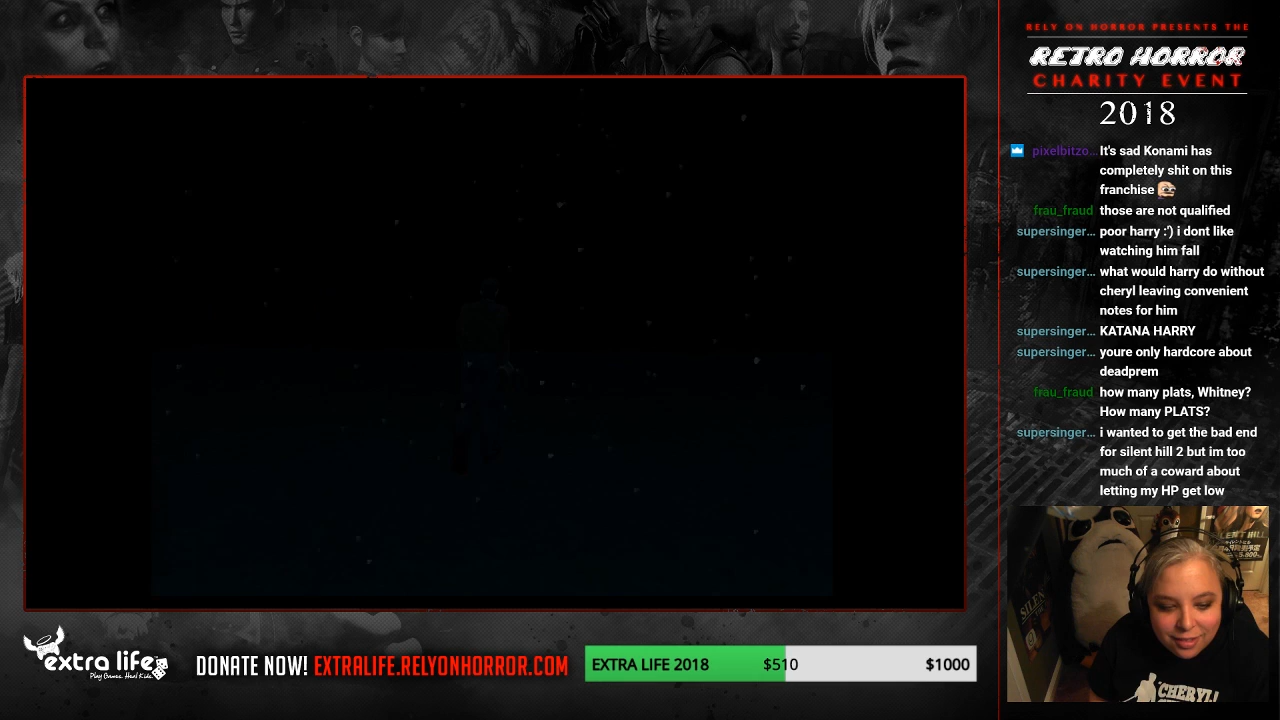 RELY ON HORROR PRESENTS THE
RETRO HORROR
CHARITY EVENT
2018
pixelbitzo... It's sad Konami has
completely shit on this
franchise
frau_fraud those are not qualified
supersinger... poor harry :') i dont like
watching him fall
supersinger... what would harry do without
cheryl leaving convenient
notes for him
supersinger... KATANA HARRY
supersinger... youre only hardcore about
deadprem
frau_fraud how many plats, Whitney?
How many PLATS?
supersinger... i wanted to get the bad end
for silent hill 2 but im too
much of a coward about
letting my HP get low
SILENT HILL
5.800
SILEN
CHERYL!
extra life
Play Games. Heal Kids.
DONATE NOW! EXTRALIFE.RELYONHORROR.COM
EXTRA LIFE 2018 $510 $1000